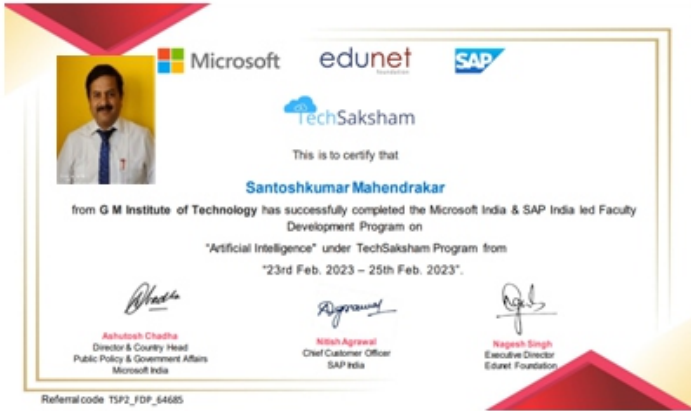 Microsoft
edunet
foundation
SAP
TechSaksham
This is to certify that
Santoshkumar Mahendrakar
from G M Institute of Technology has successfully completed the Microsoft India & SAP India led Faculty
Development Program on
"Artificial Intelligence" under TechSaksham Program from
"23rd Feb. 2023 – 25th Feb. 2023".
Ashutosh Chadha
Director & Country Head
Public Policy & Government Affairs
Microsoft India
Nitish Agrawal
Chief Customer Officer
SAP India
Nagesh Singh
Executive Director
Edunet Foundation
Referral code TSP2_FDP_64685